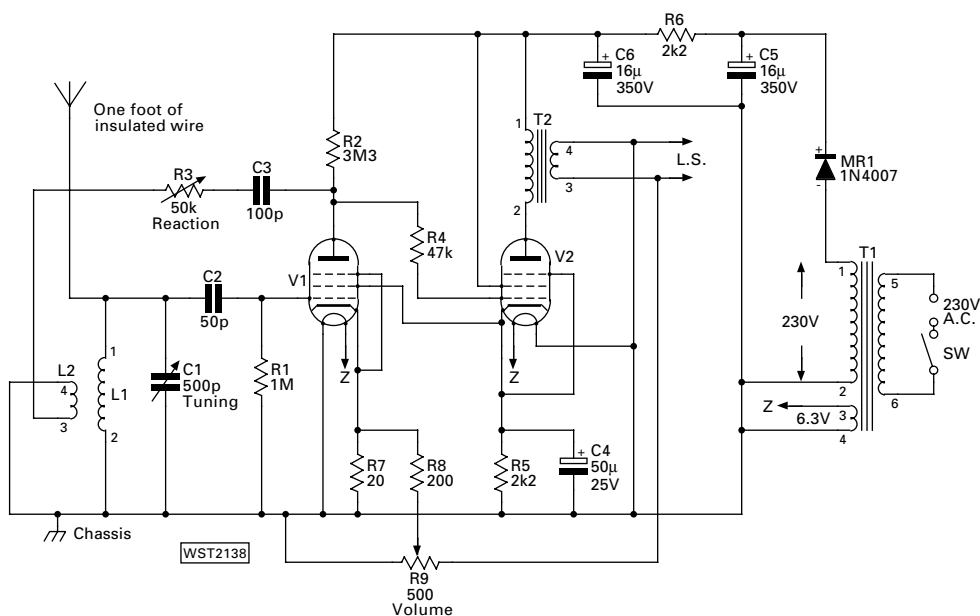 One foot of
insulated wire
R3
50k
Reaction
C3
100p
R2
3M3
R4
47k
C2
50p
V1
V2
T2
1
2
4
3
L.S.
C6
+
16µ
350V
R6
2k2
C5
+
16µ
350V
+
MR1
1N4007
-
T1
1
2
3
4
5
6
230V
230V
A.C.
SW
Z
6.3V
L2
4
3
L1
1
2
C1
500p
Tuning
R1
1M
Z
Z
R7
20
R8
200
R5
2k2
C4
+
50µ
25V
Chassis
WST2138
R9
500
Volume